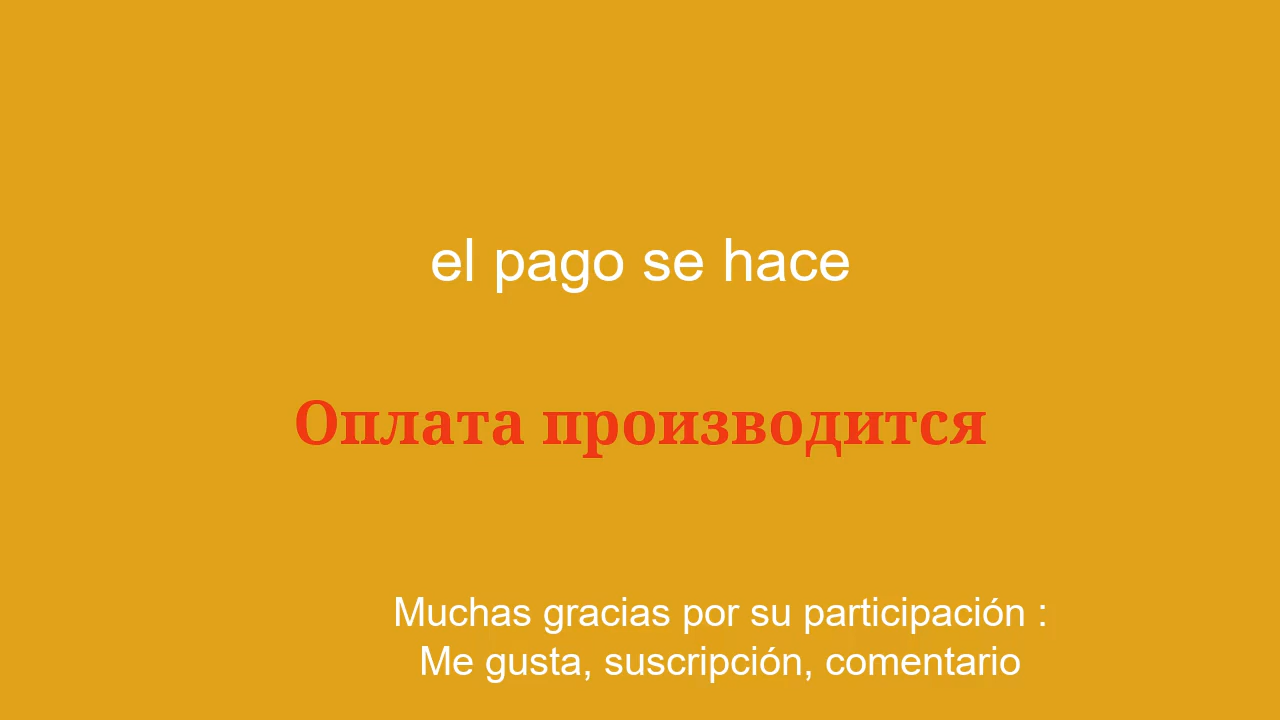 el pago se hace
Оплата производится
Muchas gracias por su participación :
Me gusta, suscripción, comentario